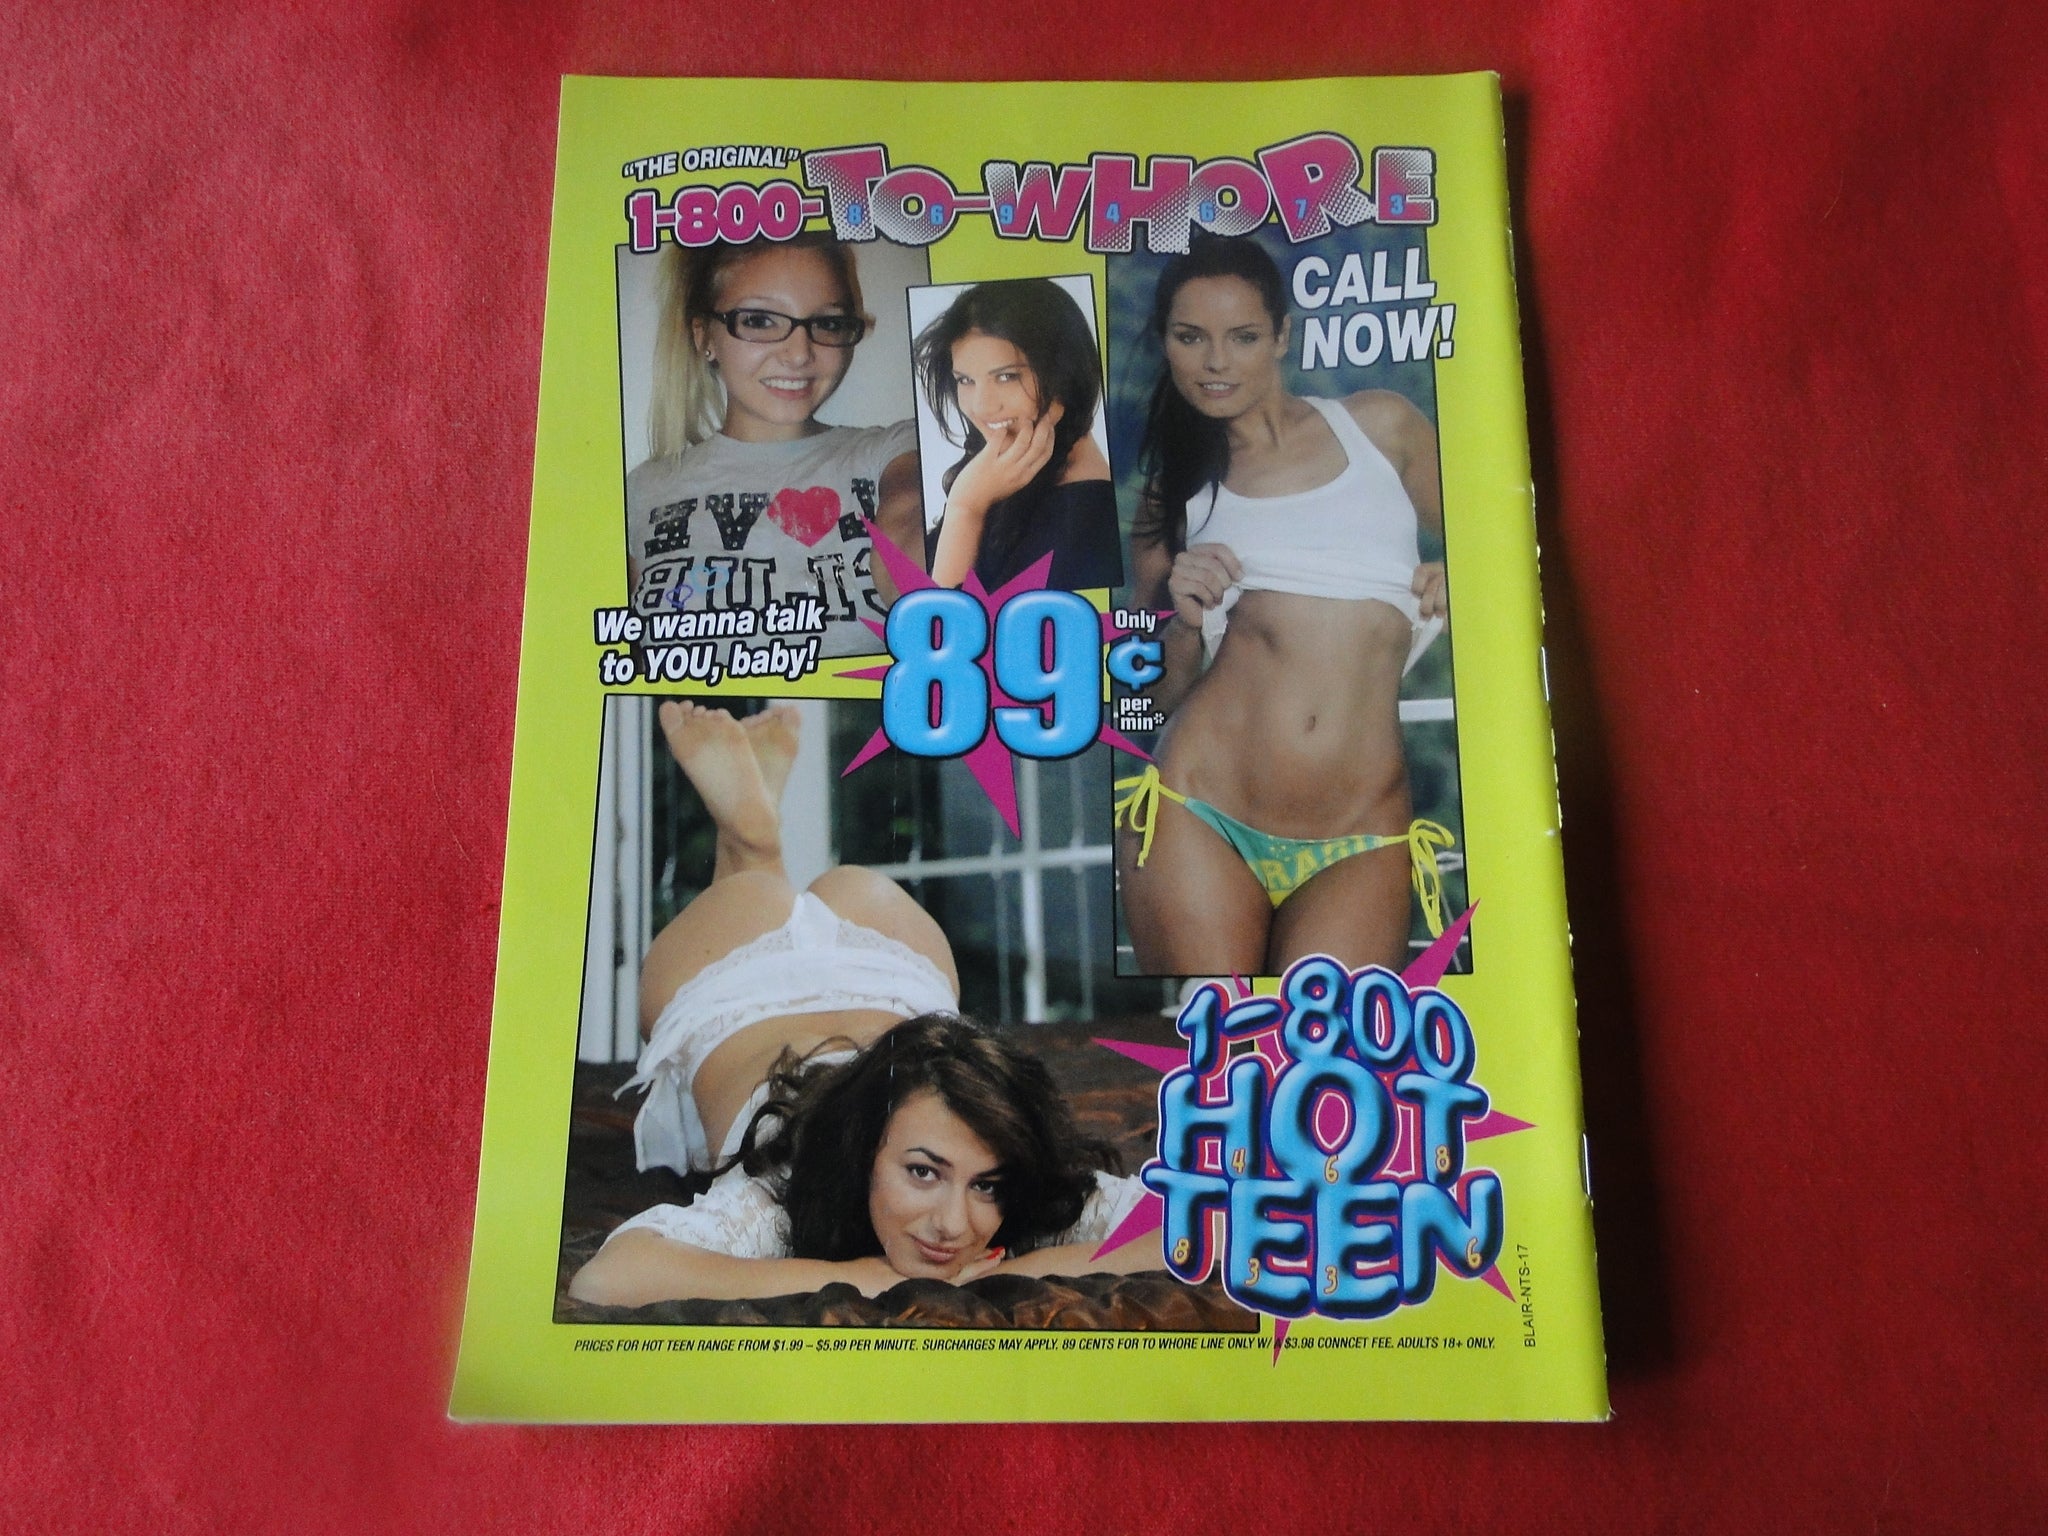 "THE ORIGINAL"
1-800-TO-WHORE
8 6 9 4 6 7 3
CALL
NOW!
We wanna talk
to YOU, baby!
89
Only
¢
per
min*
1-800
HOT
4 6 8
TEEN
8 3 3 6
PRICES FOR HOT TEEN RANGE FROM $1.99 – $5.99 PER MINUTE. SURCHARGES MAY APPLY. 89 CENTS FOR TO WHORE LINE ONLY W/ A $3.98 CONNCET FEE. ADULTS 18+ ONLY.
BLAIR-NTS-17